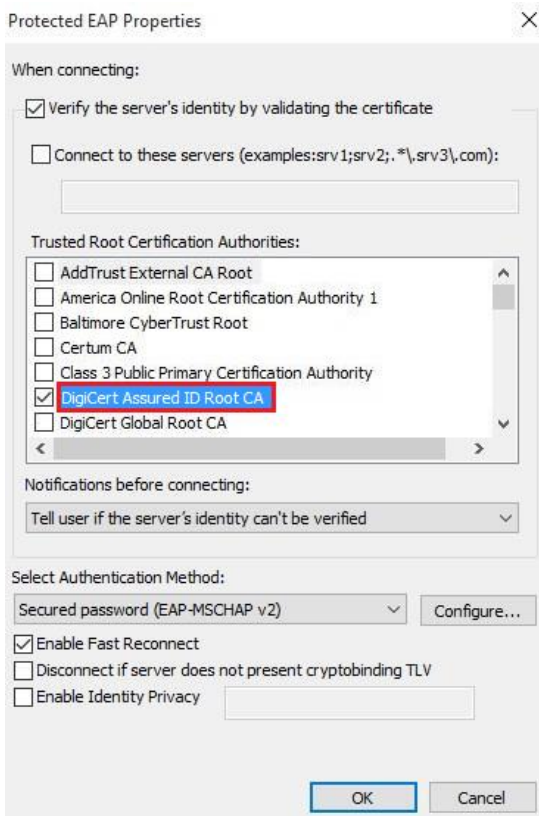 Protected EAP Properties
When connecting:
Verify the server's identity by validating the certificate
Connect to these servers (examples:srv1;srv2;.*\.srv3\.com):
Trusted Root Certification Authorities:
AddTrust External CA Root
America Online Root Certification Authority 1
Baltimore CyberTrust Root
Certum CA
Class 3 Public Primary Certification Authority
DigiCert Assured ID Root CA
DigiCert Global Root CA
Notifications before connecting:
Tell user if the server's identity can't be verified
Select Authentication Method:
Secured password (EAP-MSCHAP v2)
Configure...
Enable Fast Reconnect
Disconnect if server does not present cryptobinding TLV
Enable Identity Privacy
OK
Cancel